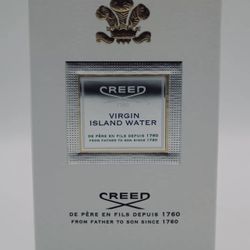 CREED
VIRGIN
ISLAND WATER
DE PÈRE EN FILS DEPUIS 1760
FROM FATHER TO SON SINCE 1760
CREED
DE PÈRE EN FILS DEPUIS 1760
FROM FATHER TO SON SINCE 1760